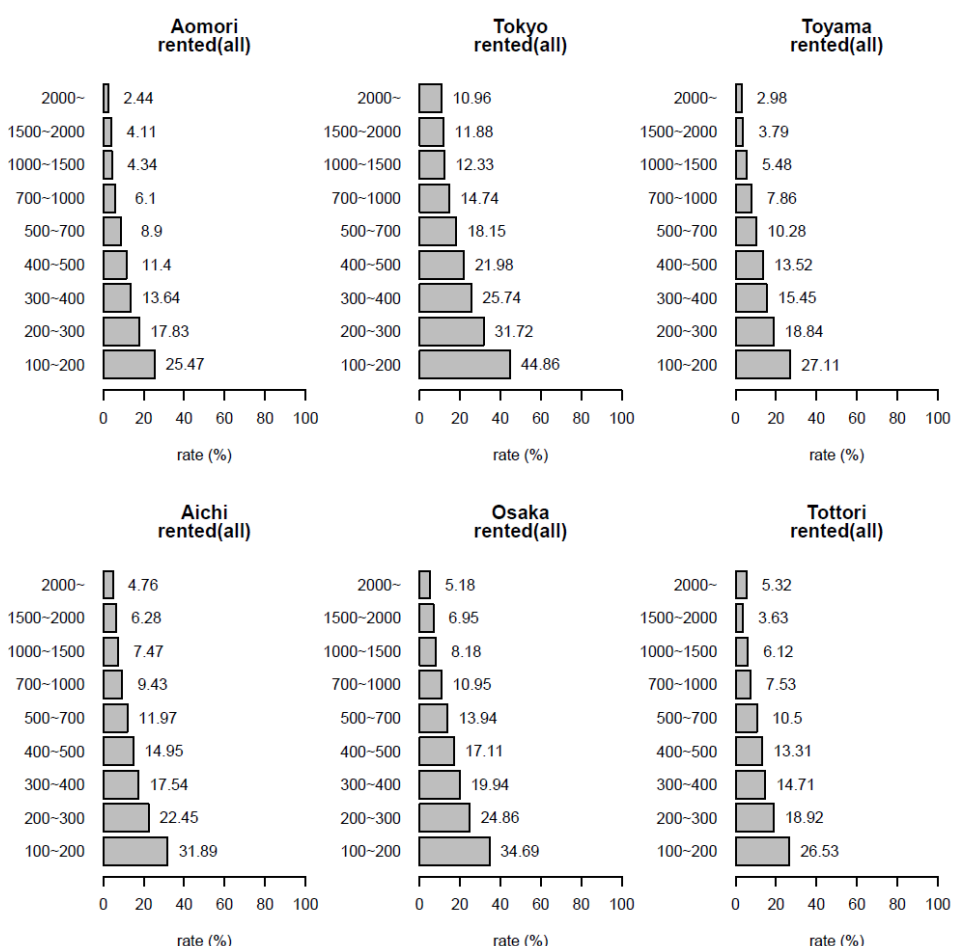 Aomori
rented(all)
2000~ 2.44
1500~2000 4.11
1000~1500 4.34
700~1000 6.1
500~700 8.9
400~500 11.4
300~400 13.64
200~300 17.83
100~200 25.47
0 20 40 60 80 100
rate (%)
Tokyo
rented(all)
2000~ 10.96
1500~2000 11.88
1000~1500 12.33
700~1000 14.74
500~700 18.15
400~500 21.98
300~400 25.74
200~300 31.72
100~200 44.86
0 20 40 60 80 100
rate (%)
Toyama
rented(all)
2000~ 2.98
1500~2000 3.79
1000~1500 5.48
700~1000 7.86
500~700 10.28
400~500 13.52
300~400 15.45
200~300 18.84
100~200 27.11
0 20 40 60 80 100
rate (%)
Aichi
rented(all)
2000~ 4.76
1500~2000 6.28
1000~1500 7.47
700~1000 9.43
500~700 11.97
400~500 14.95
300~400 17.54
200~300 22.45
100~200 31.89
0 20 40 60 80 100
rate (%)
Osaka
rented(all)
2000~ 5.18
1500~2000 6.95
1000~1500 8.18
700~1000 10.95
500~700 13.94
400~500 17.11
300~400 19.94
200~300 24.86
100~200 34.69
0 20 40 60 80 100
rate (%)
Tottori
rented(all)
2000~ 5.32
1500~2000 3.63
1000~1500 6.12
700~1000 7.53
500~700 10.5
400~500 13.31
300~400 14.71
200~300 18.92
100~200 26.53
0 20 40 60 80 100
rate (%)